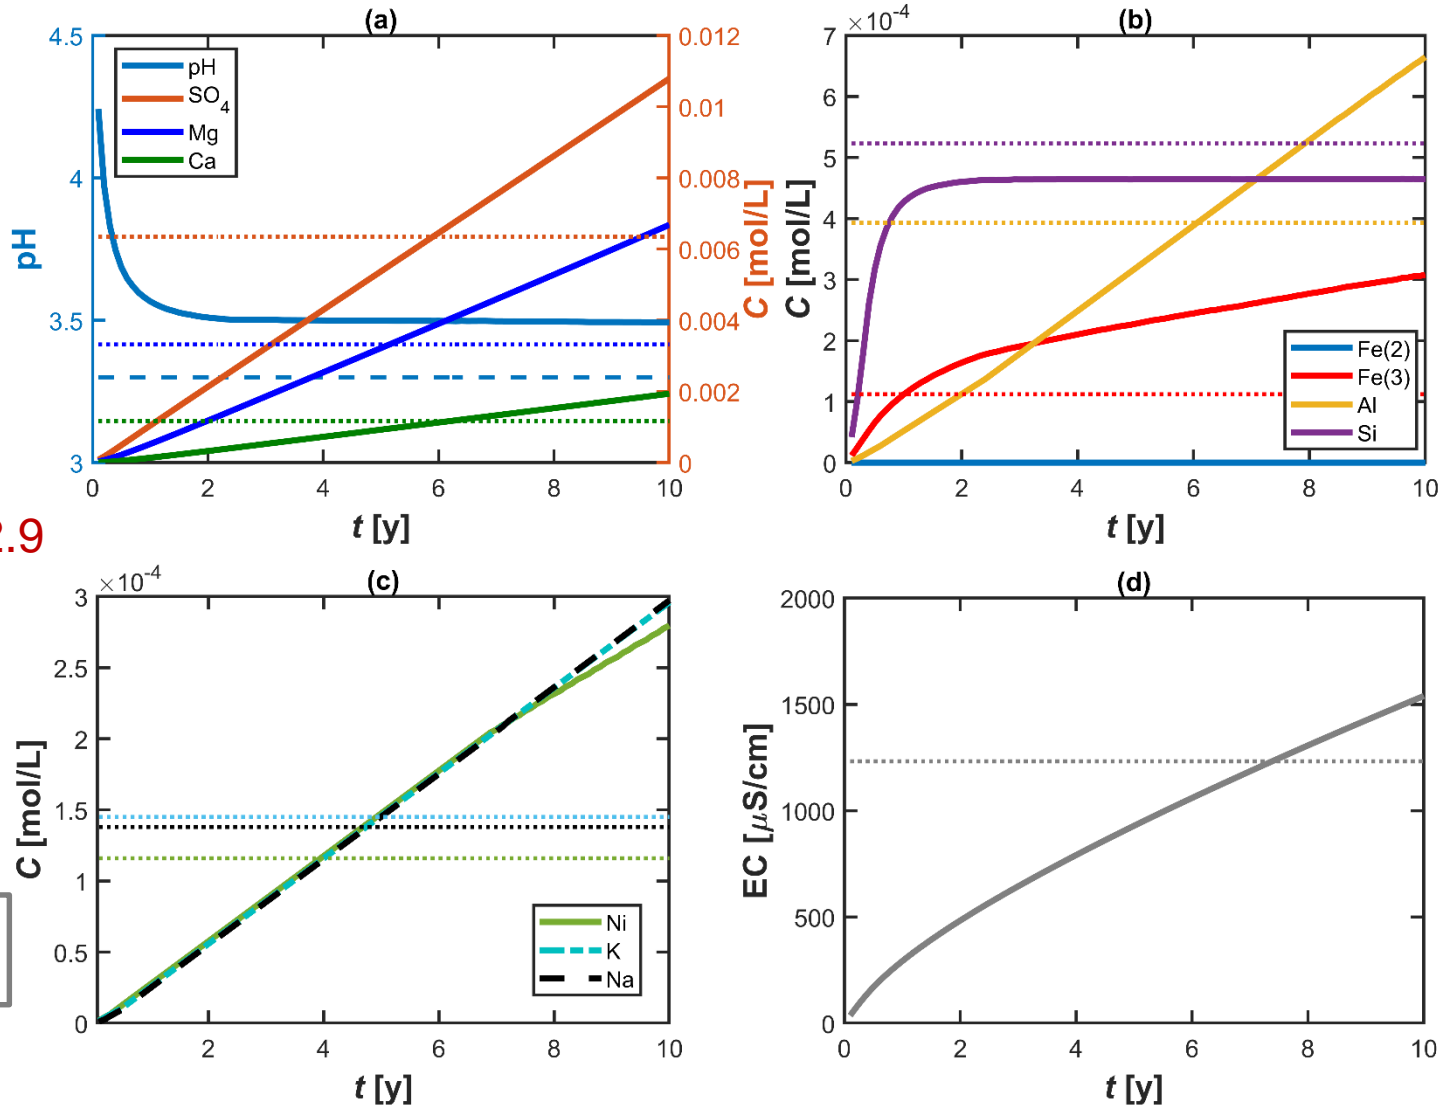 (a)
4.5
4
3.5
3
pH
pH
SO4
Mg
Ca
0.012
0.01
0.008
0.006
0.004
0.002
0
C [mol/L]
0 2 4 6 8 10
t [y]
(b)
×10-4
7
6
5
4
3
2
1
0
C [mol/L]
Fe(2)
Fe(3)
Al
Si
0 2 4 6 8 10
t [y]
2.9
(c)
×10-4
3
2.5
2
1.5
1
0.5
0
C [mol/L]
Ni
K
Na
2 4 6 8 10
t [y]
(d)
2000
1500
1000
500
0
EC [μS/cm]
0 2 4 6 8 10
t [y]